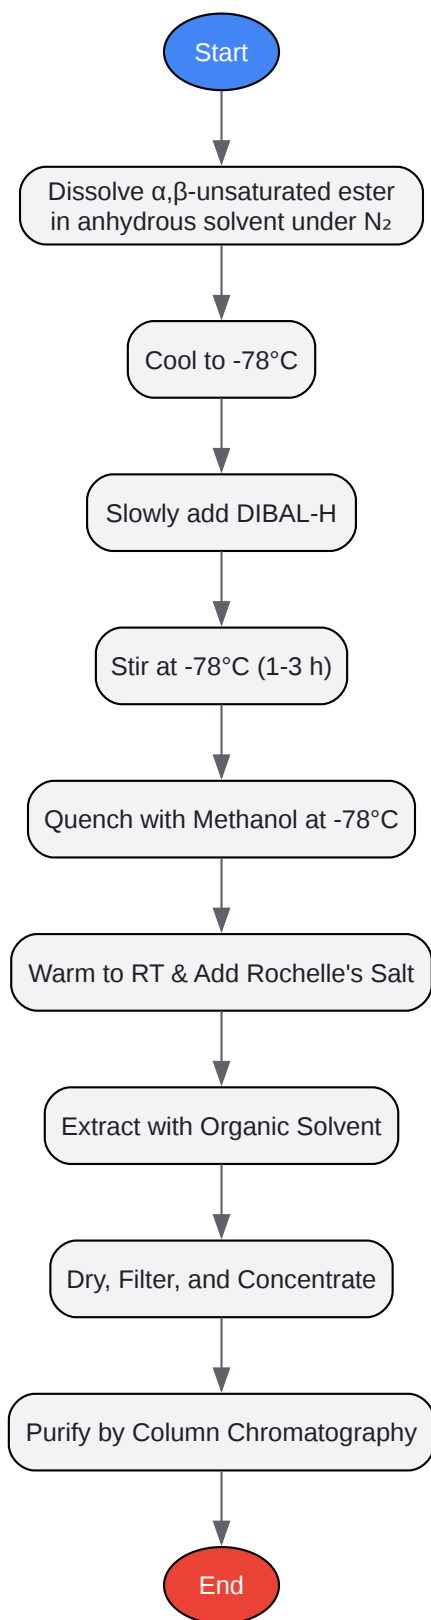 Start
Dissolve α,β-unsaturated ester
in anhydrous solvent under N₂
Cool to -78°C
Slowly add DIBAL-H
Stir at -78°C (1-3 h)
Quench with Methanol at -78°C
Warm to RT & Add Rochelle's Salt
Extract with Organic Solvent
Dry, Filter, and Concentrate
Purify by Column Chromatography
End